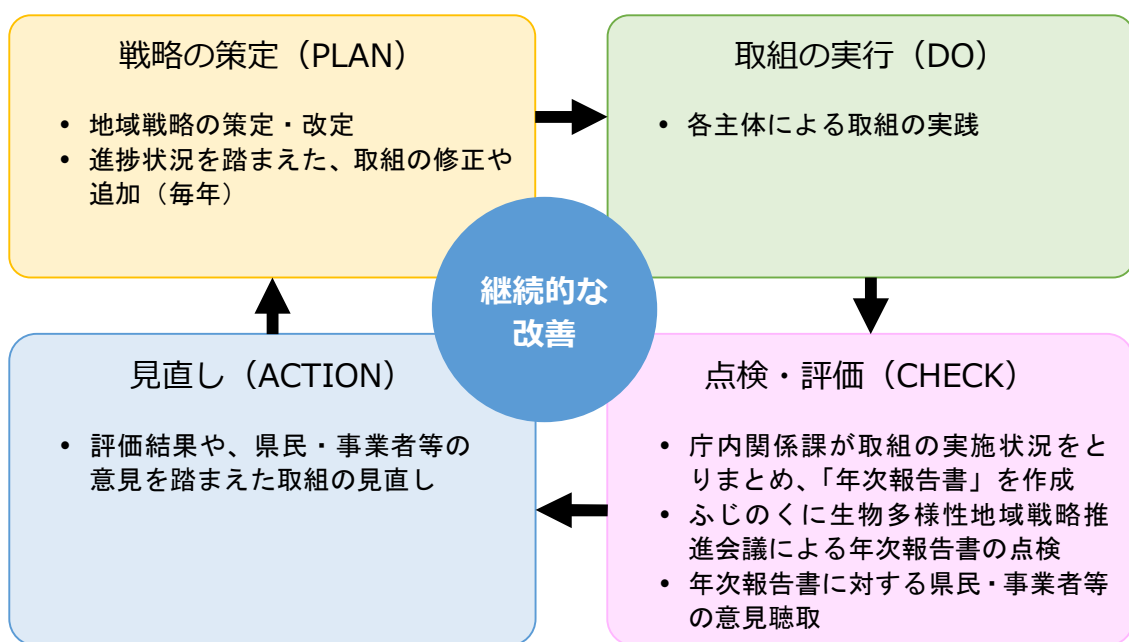 戦略の策定（PLAN）
• 地域戦略の策定・改定
• 進捗状況を踏まえた、取組の修正や
追加（毎年）
取組の実行（DO）
• 各主体による取組の実践
継続的な
改善
見直し（ACTION）
• 評価結果や、県民・事業者等の
意見を踏まえた取組の見直し
点検・評価（CHECK）
• 庁内関係課が取組の実施状況をと
りまとめ、「年次報告書」を作成
• ふじのくに生物多様性地域戦略推
進会議による年次報告書の点検
• 年次報告書に対する県民・事業者等
の意見聴取